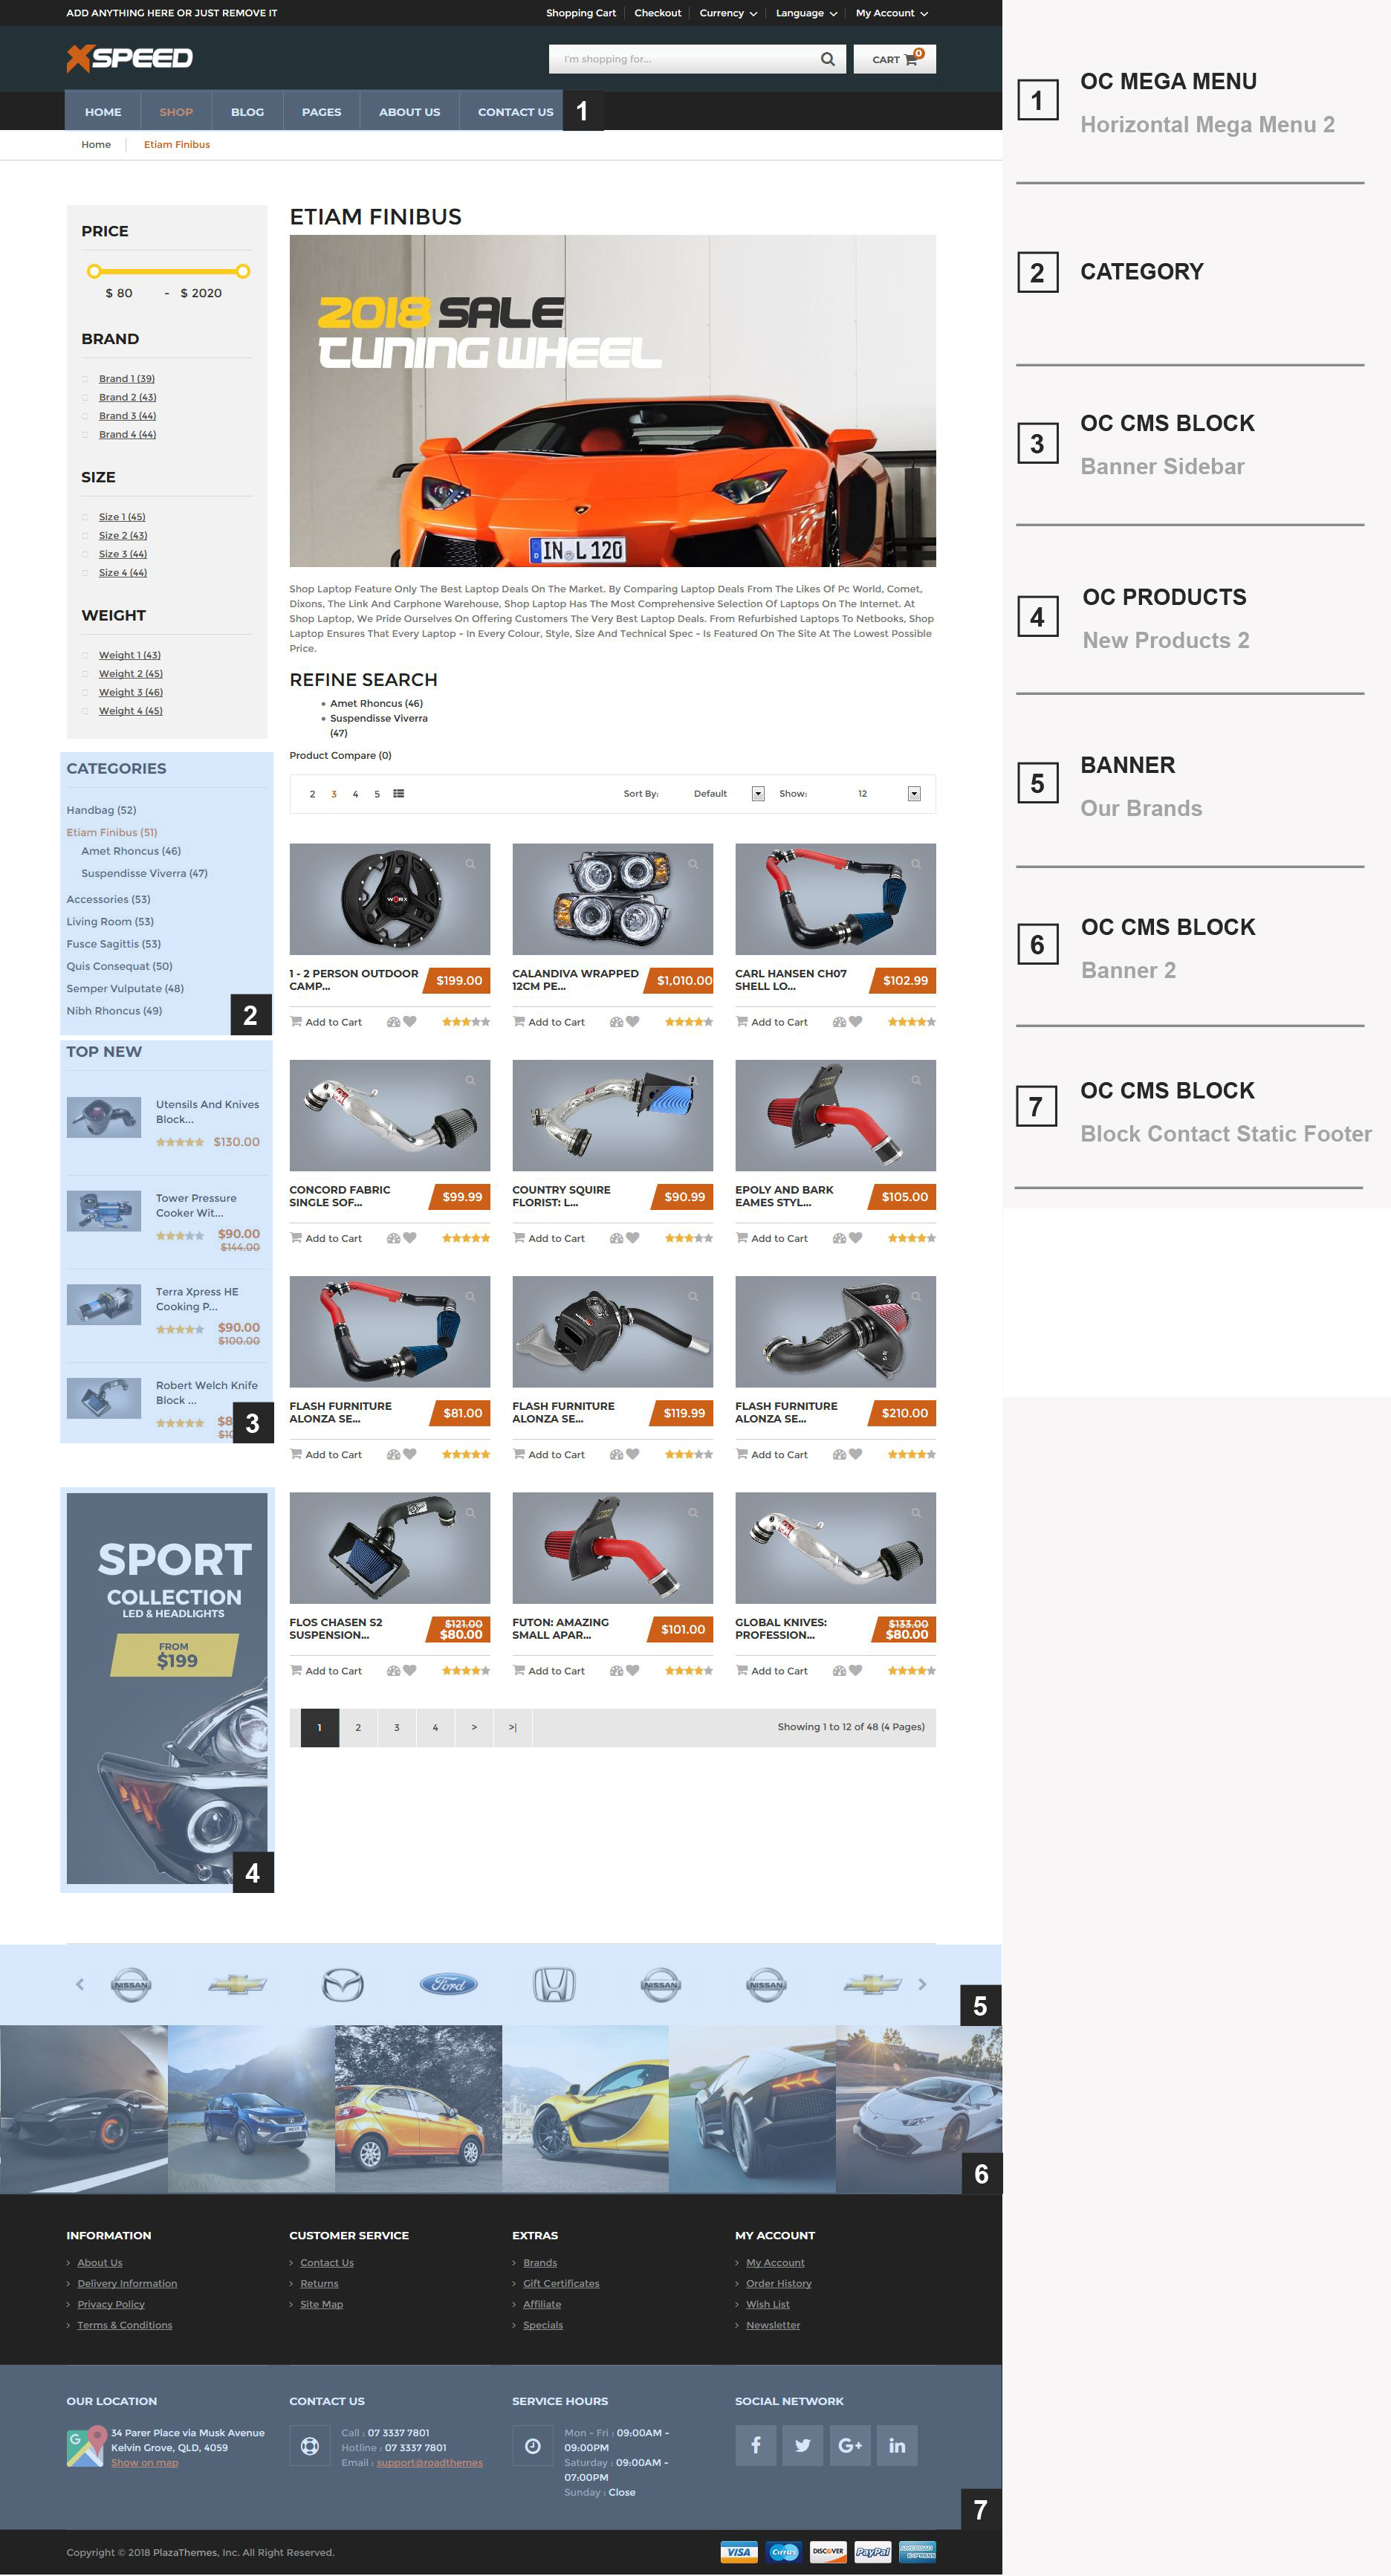 ADD ANYTHING HERE OR JUST REMOVE IT
Shopping Cart Checkout Currency Language My Account
XSPEED
I'm shopping for...
CART 0
HOME SHOP BLOG PAGES ABOUT US CONTACT US 1
Home Etiam Finibus
PRICE
$ 80 - $ 2020
BRAND
Brand 1 (39)
Brand 2 (43)
Brand 3 (44)
Brand 4 (44)
SIZE
Size 1 (45)
Size 2 (43)
Size 3 (44)
Size 4 (44)
WEIGHT
Weight 1 (43)
Weight 2 (45)
Weight 3 (46)
Weight 4 (45)
CATEGORIES
Handbag (52)
Etiam Finibus (51)
Amet Rhoncus (46)
Suspendisse Viverra (47)
Accessories (53)
Living Room (53)
Fusce Sagittis (53)
Quis Consequat (50)
Semper Vulputate (48)
Nibh Rhoncus (49)
2
TOP NEW
Utensils And Knives
Block...
$130.00
Tower Pressure
Cooker Wit...
$90.00
$144.00
Terra Xpress HE
Cooking P...
$90.00
$100.00
Robert Welch Knife
Block ...
$8
$10
3
SPORT
COLLECTION
LED & HEADLIGHTS
FROM
$199
4
ETIAM FINIBUS
2018 SALE
TUNING WHEEL
IN L 120
Shop Laptop Feature Only The Best Laptop Deals On The Market. By Comparing Laptop Deals From The Likes Of Pc World, Comet,
Dixons, The Link And Carphone Warehouse, Shop Laptop Has The Most Comprehensive Selection Of Laptops On The Internet. At
Shop Laptop, We Pride Ourselves On Offering Customers The Very Best Laptop Deals. From Refurbished Laptops To Netbooks, Shop
Laptop Ensures That Every Laptop - In Every Colour, Style, Size And Technical Spec - Is Featured On The Site At The Lowest Possible
Price.
REFINE SEARCH
Amet Rhoncus (46)
Suspendisse Viverra
(47)
Product Compare (0)
2 3 4 5 Sort By: Default Show: 12
WORX
1 - 2 PERSON OUTDOOR
CAMP...
$199.00
Add to Cart
CALANDIVA WRAPPED
12CM PE...
$1,010.00
Add to Cart
CARL HANSEN CH07
SHELL LO...
$102.99
Add to Cart
CONCORD FABRIC
SINGLE SOF...
$99.99
Add to Cart
COUNTRY SQUIRE
FLORIST: L...
$90.99
Add to Cart
EPOLY AND BARK
EAMES STYL...
$105.00
Add to Cart
FLASH FURNITURE
ALONZA SE...
$81.00
Add to Cart
FLASH FURNITURE
ALONZA SE...
$119.99
Add to Cart
FLASH FURNITURE
ALONZA SE...
$210.00
Add to Cart
FLOS CHASEN S2
SUSPENSION...
$121.00
$80.00
Add to Cart
FUTON: AMAZING
SMALL APAR...
$101.00
Add to Cart
GLOBAL KNIVES:
PROFESSION...
$133.00
$80.00
Add to Cart
1 2 3 4 > >|
Showing 1 to 12 of 48 (4 Pages)
NISSAN Ford NISSAN NISSAN
5
6
INFORMATION
About Us
Delivery Information
Privacy Policy
Terms & Conditions
CUSTOMER SERVICE
Contact Us
Returns
Site Map
EXTRAS
Brands
Gift Certificates
Affiliate
Specials
MY ACCOUNT
My Account
Order History
Wish List
Newsletter
OUR LOCATION
34 Parer Place via Musk Avenue
Kelvin Grove, QLD, 4059
Show on map
CONTACT US
Call : 07 3337 7801
Hotline : 07 3337 7801
Email : support@roadthemes
SERVICE HOURS
Mon - Fri : 09:00AM -
09:00PM
Saturday : 09:00AM -
07:00PM
Sunday : Close
SOCIAL NETWORK
7
Copyright © 2018 PlazaThemes, Inc. All Right Reserved.
VISA Cirrus DISCOVER PayPal AMERICAN EXPRESS
1 OC MEGA MENU
Horizontal Mega Menu 2
2 CATEGORY
3 OC CMS BLOCK
Banner Sidebar
4 OC PRODUCTS
New Products 2
5 BANNER
Our Brands
6 OC CMS BLOCK
Banner 2
7 OC CMS BLOCK
Block Contact Static Footer